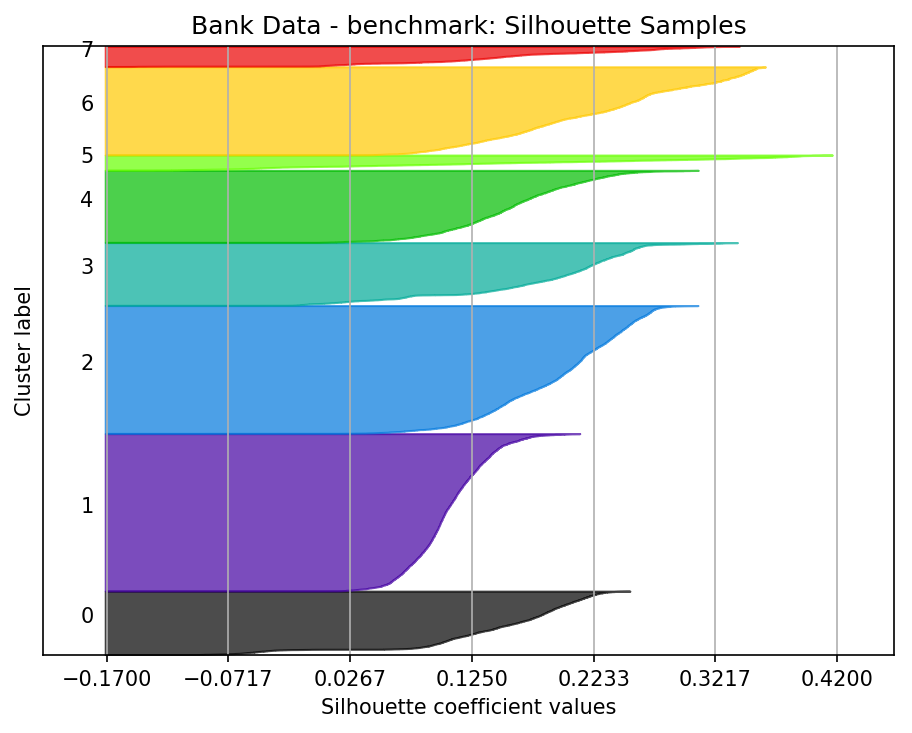 Bank Data - benchmark: Silhouette Samples
7
6
5
4
3
2
1
0
Cluster label
−0.1700 −0.0717 0.0267 0.1250 0.2233 0.3217 0.4200
Silhouette coefficient values